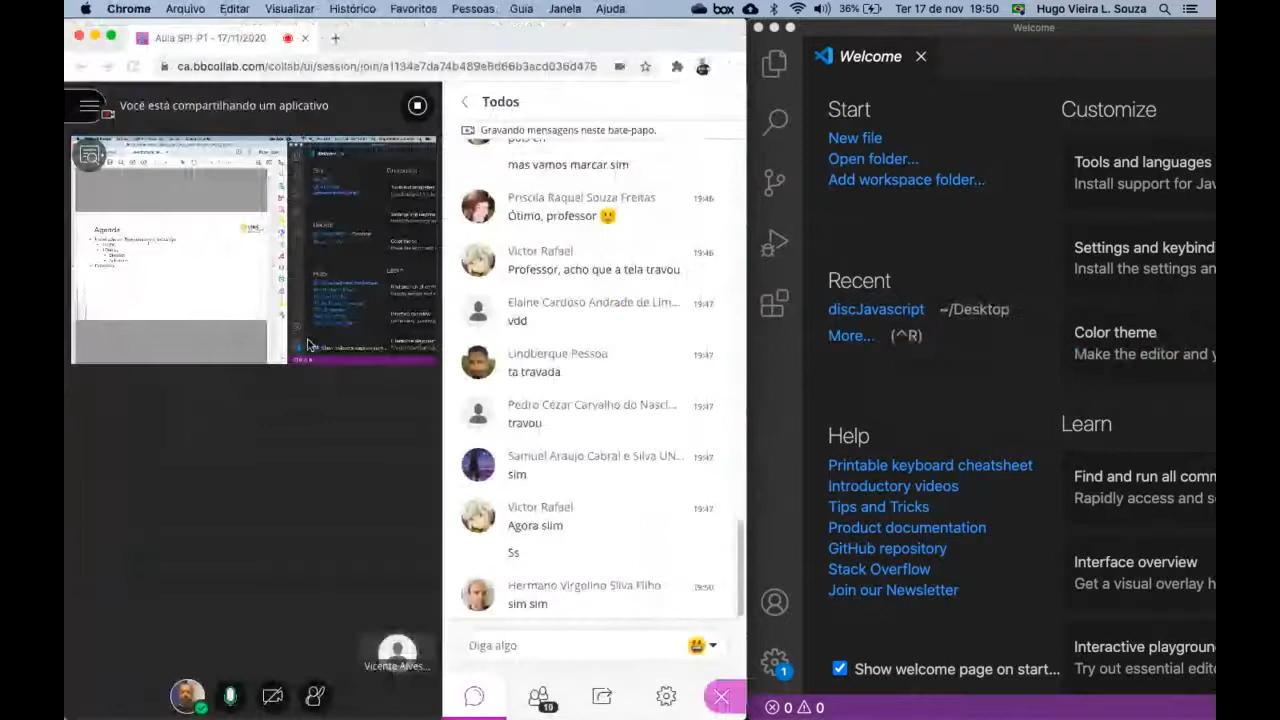 Chrome Arquivo Editar Visualizar Histórico Favoritos Pessoas Guia Janela Ajuda box 36% Ter 17 de nov 19:50 Hugo Vieira L. Souza
Aula SPI-P1 - 17/11/2020
Você está compartilhando um aplicativo
Agenda
Vicente Alves...
Todos
Gravando mensagens neste bate-papo.
mas vamos marcar sim
Priscila Raquel Souza Freitas 19:46
Ótimo, professor
Victor Rafael 19:46
Professor, acho que a tela travou
Elaine Cardoso Andrade de Lim... 19:47
vdd
Lindberque Pessoa 19:47
ta travada
Pedro Cézar Carvalho do Nasci... 19:47
travou
Samuel Araujo Cabral e Silva UN... 19:47
sim
Victor Rafael 19:47
Agora siim
Ss
Hermano Virgolino Silva Filho 19:50
sim sim
Diga algo
19
Welcome
Welcome
Start
New file
Open folder...
Add workspace folder...
Recent
discJavascript ~/Desktop
More... (^R)
Help
Printable keyboard cheatsheet
Introductory videos
Tips and Tricks
Product documentation
GitHub repository
Stack Overflow
Join our Newsletter
Show welcome page on start...
Customize
Tools and languages
Install support for Jav
Settings and keybind
Install the settings an
Color theme
Make the editor and y
Learn
Find and run all comm
Rapidly access and s
Interface overview
Get a visual overlay h
Interactive playgroun
Try out essential edit
1
0 0